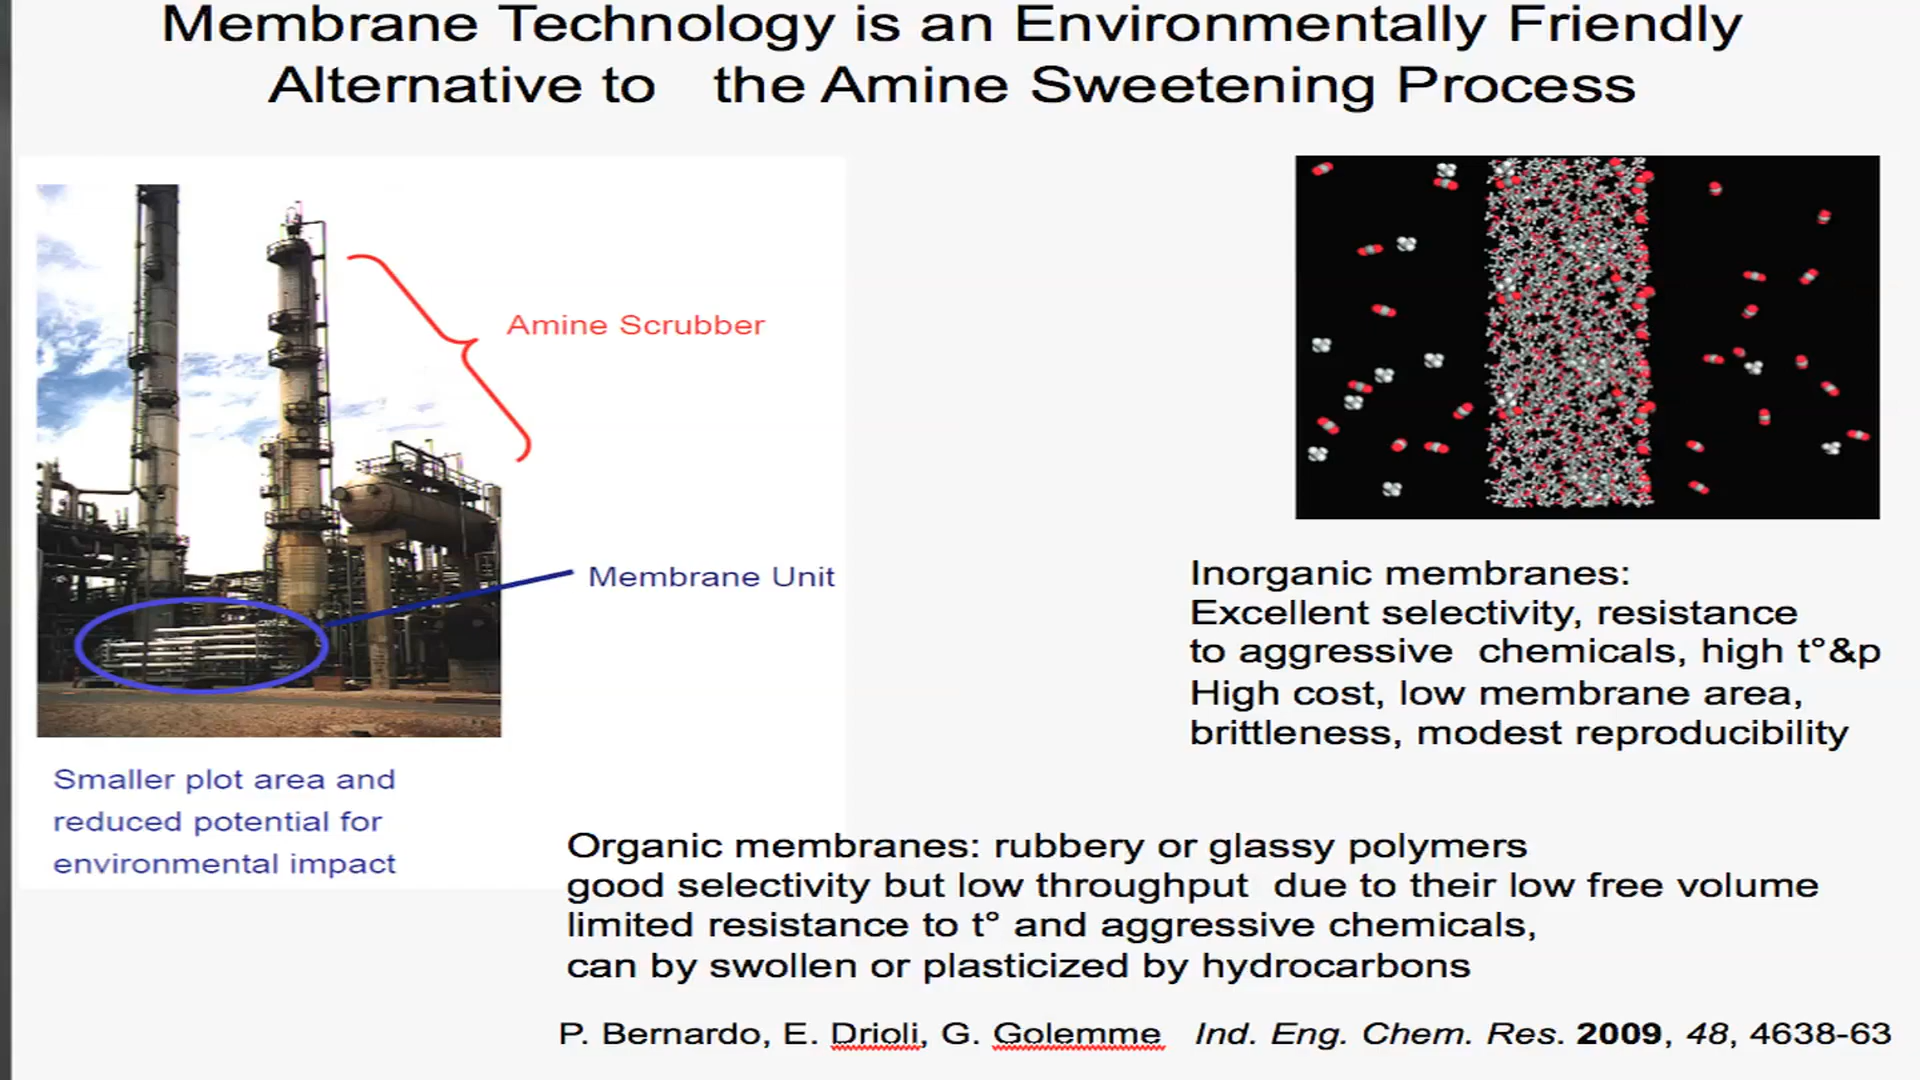 Membrane Technology is an Environmentally Friendly
Alternative to the Amine Sweetening Process
Amine Scrubber
Membrane Unit
Smaller plot area and
reduced potential for
environmental impact
Inorganic membranes:
Excellent selectivity, resistance
to aggressive chemicals, high t°&p
High cost, low membrane area,
brittleness, modest reproducibility
Organic membranes: rubbery or glassy polymers
good selectivity but low throughput due to their low free volume
limited resistance to t° and aggressive chemicals,
can by swollen or plasticized by hydrocarbons
P. Bernardo, E. Drioli, G. Golemme Ind. Eng. Chem. Res. 2009, 48, 4638-63